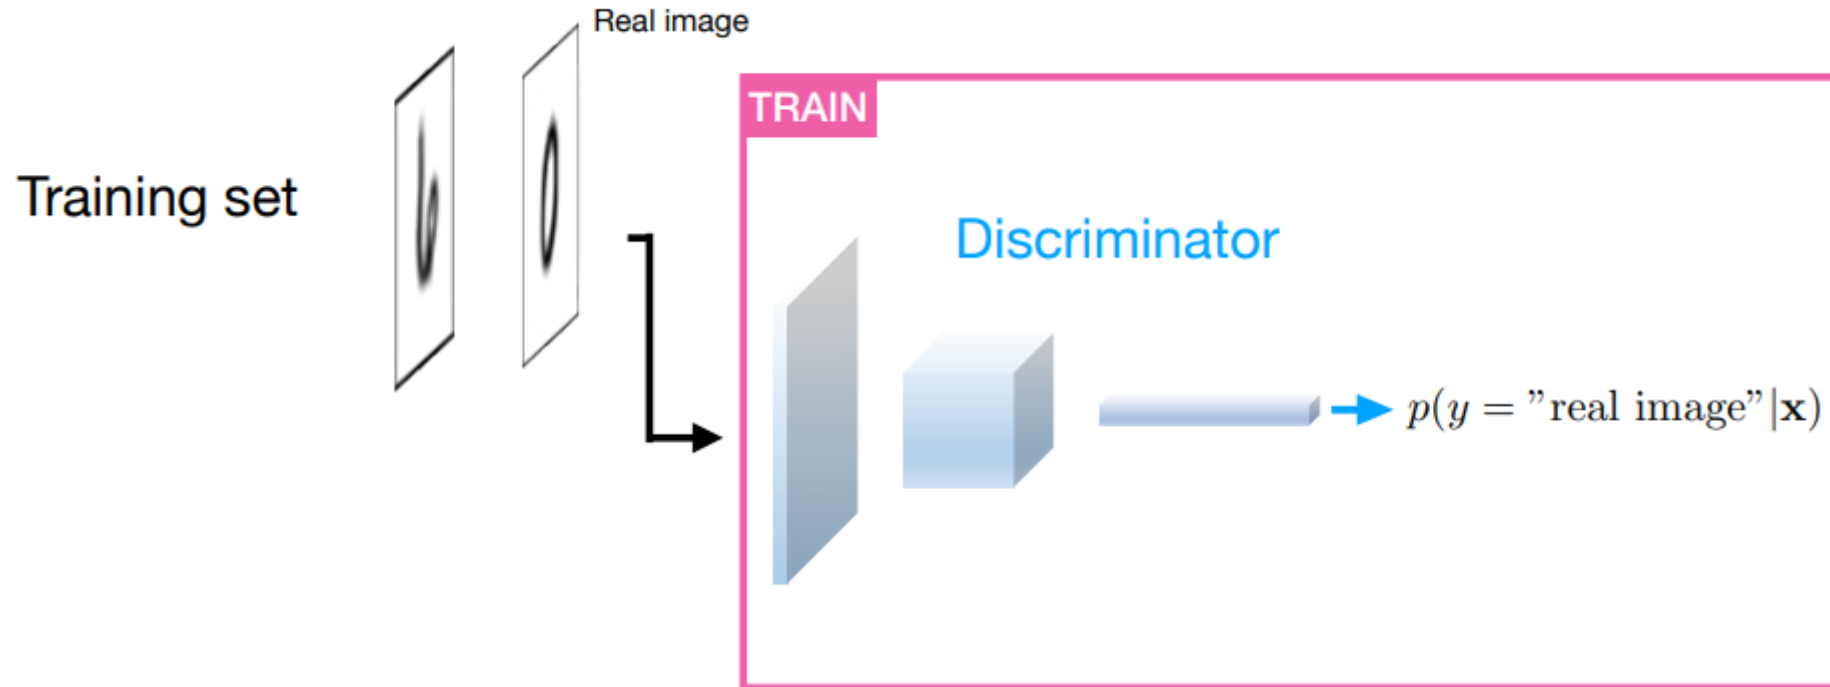 Real image
TRAIN
Training set
Discriminator
p(y = ”real image”|x)